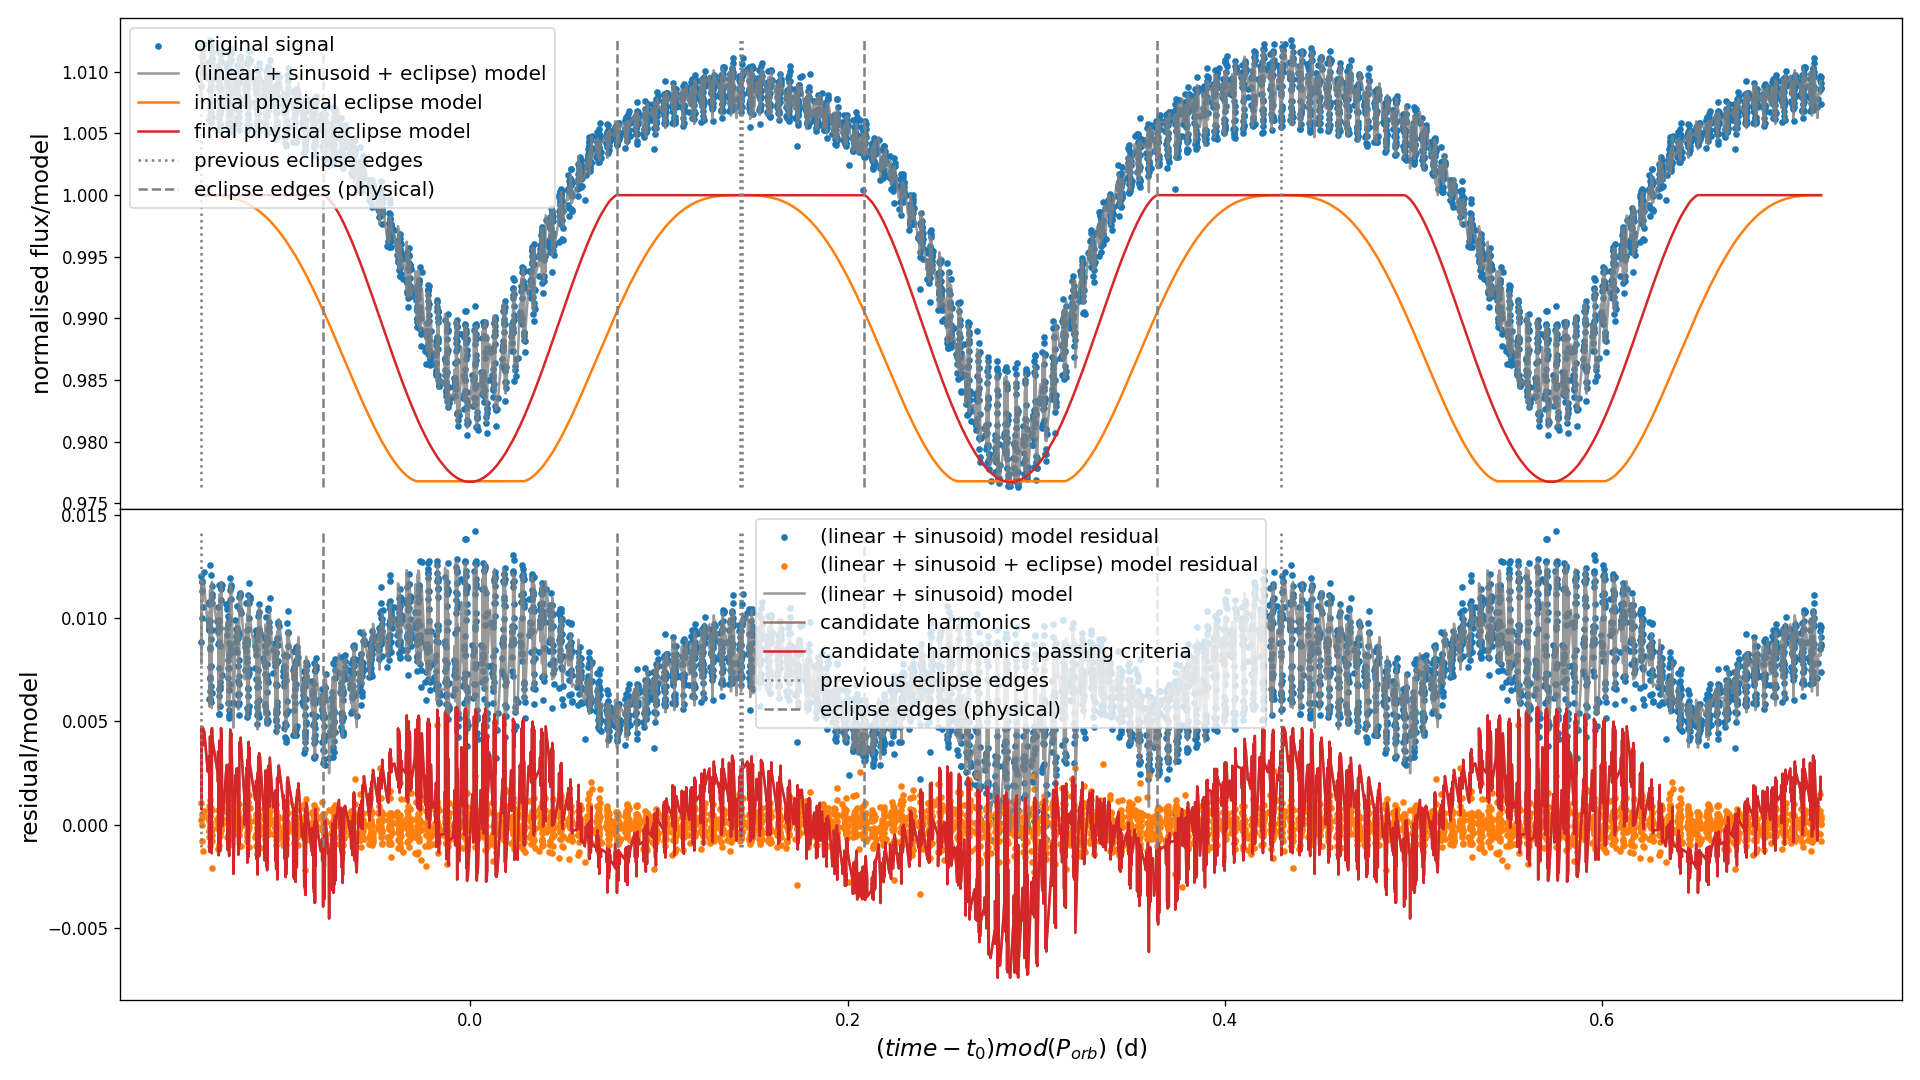 original signal
(linear + sinusoid + eclipse) model
initial physical eclipse model
final physical eclipse model
previous eclipse edges
eclipse edges (physical)
normalised flux/model
1.010
1.005
1.000
0.995
0.990
0.985
0.980
0.975
(linear + sinusoid) model residual
(linear + sinusoid + eclipse) model residual
(linear + sinusoid) model
candidate harmonics
candidate harmonics passing criteria
previous eclipse edges
eclipse edges (physical)
residual/model
0.015
0.010
0.005
0.000
−0.005
0.0
0.2
0.4
0.6
(time − t₀)mod(Pₒᵣb) (d)